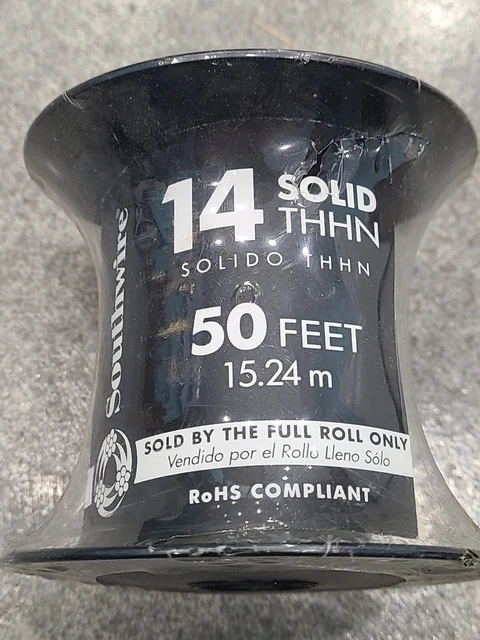 14 SOLID
THHN
SOLIDO THHN
50 FEET
15.24 m
SOLD BY THE FULL ROLL ONLY
Vendido por el Rollo Lleno Sólo
RoHS COMPLIANT
Southwire